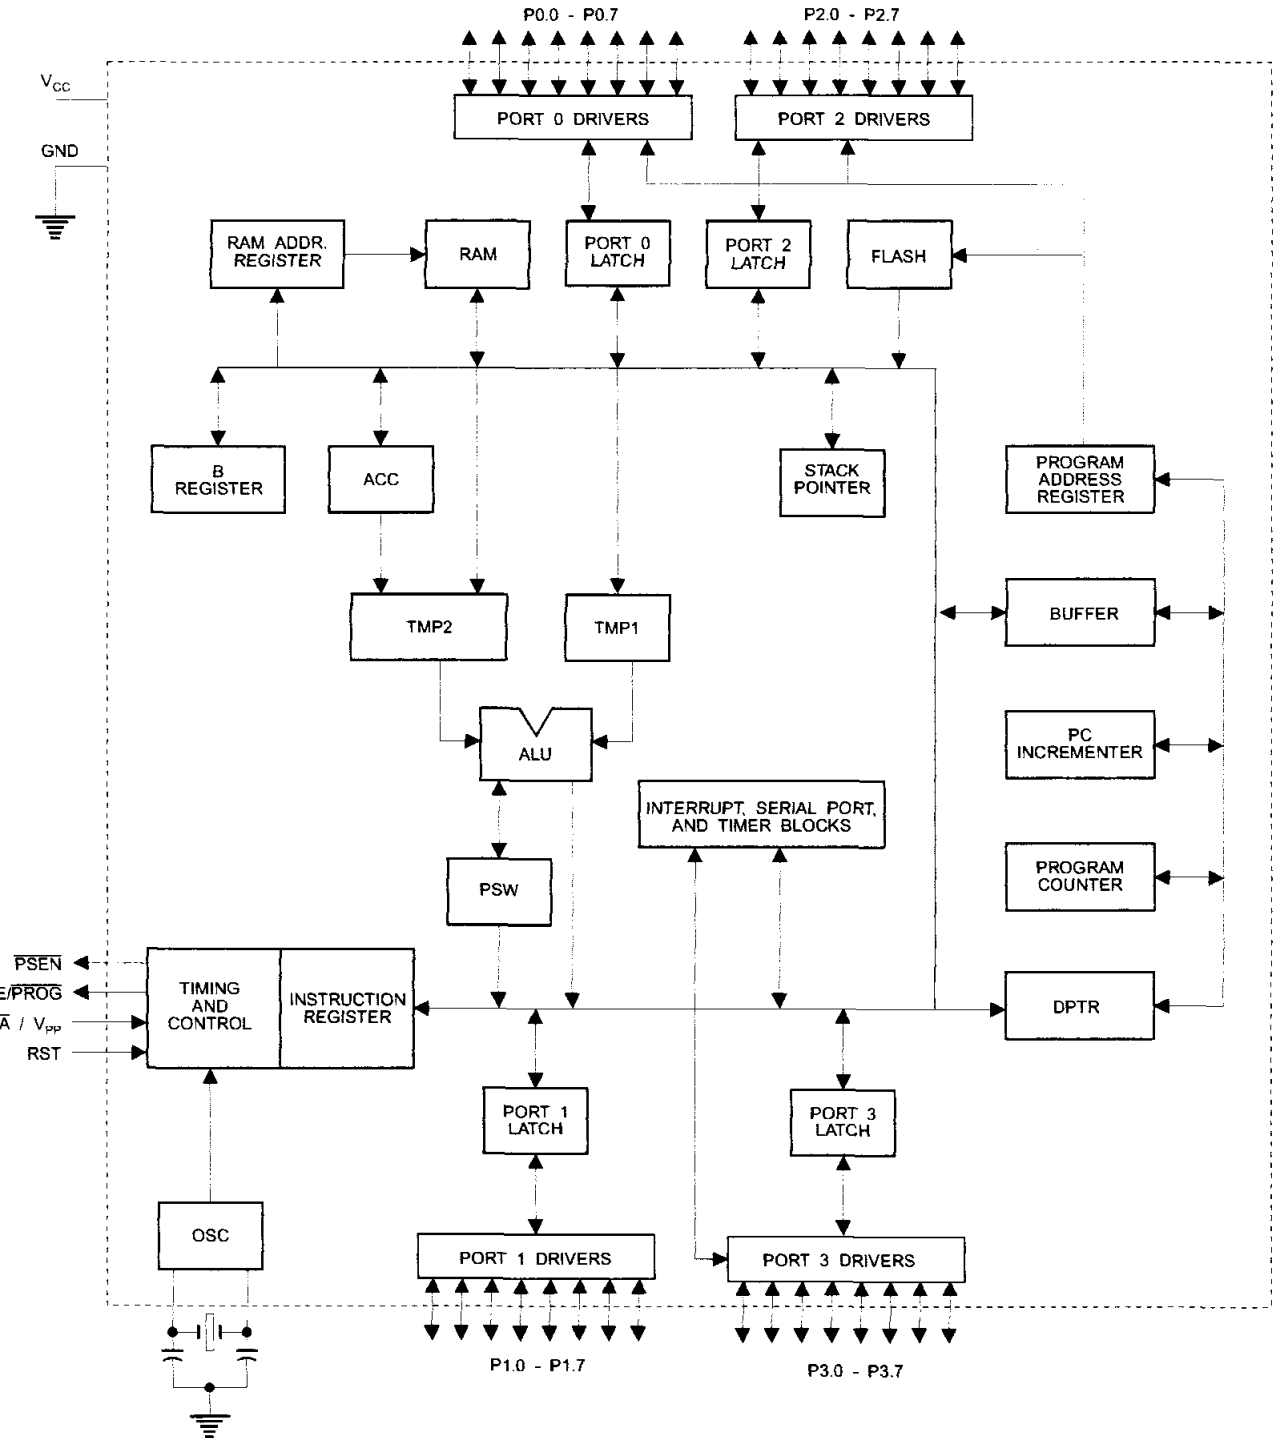 P0.0 - P0.7
P2.0 - P2.7
VCC
GND
PORT 0 DRIVERS
PORT 2 DRIVERS
RAM ADDR.
REGISTER
RAM
PORT 0
LATCH
PORT 2
LATCH
FLASH
B
REGISTER
ACC
STACK
POINTER
PROGRAM
ADDRESS
REGISTER
TMP2
TMP1
BUFFER
ALU
PC
INCREMENTER
INTERRUPT, SERIAL PORT,
AND TIMER BLOCKS
PSW
PROGRAM
COUNTER
PSEN
E/PROG
A / VPP
RST
TIMING
AND
CONTROL
INSTRUCTION
REGISTER
DPTR
PORT 1
LATCH
PORT 3
LATCH
OSC
PORT 1 DRIVERS
PORT 3 DRIVERS
P1.0 - P1.7
P3.0 - P3.7